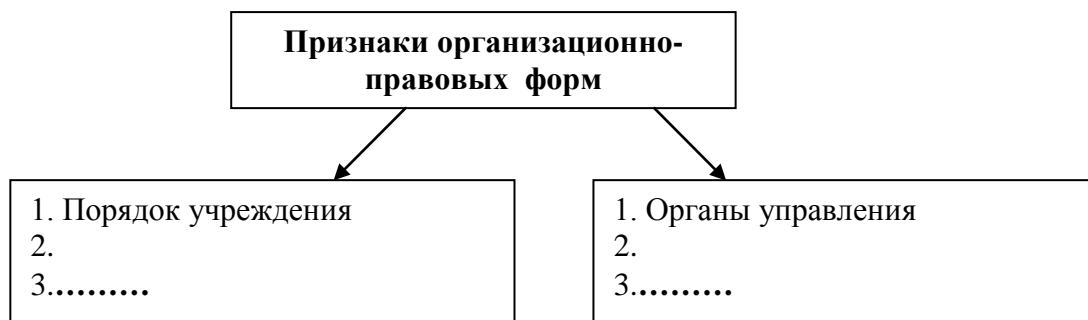 Признаки организационно-
правовых форм
1. Порядок учреждения
2.
3..........
1. Органы управления
2.
3..........